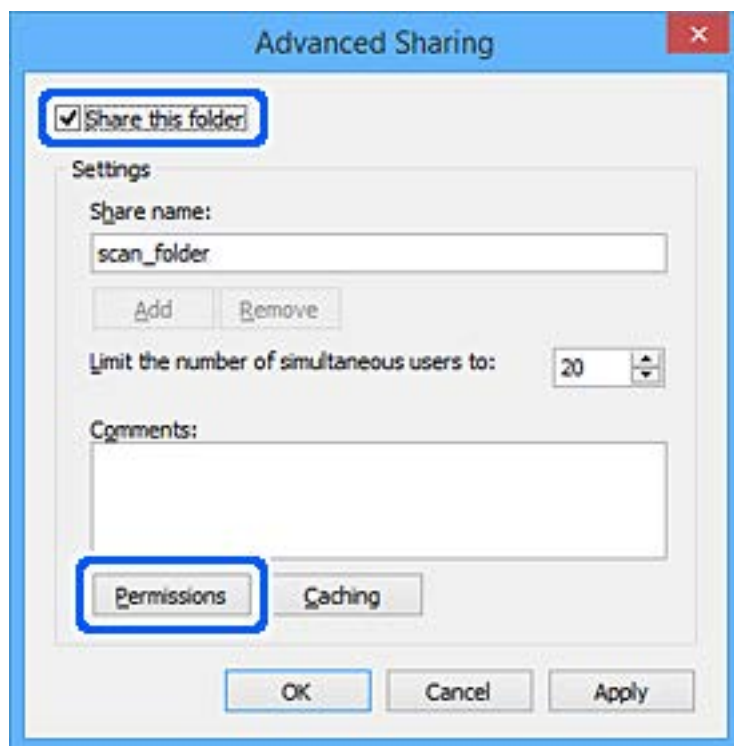 Advanced Sharing
Share this folder
Settings
Share name:
scan_folder
Add Remove
Limit the number of simultaneous users to: 20
Comments:
Permissions Caching
OK Cancel Apply